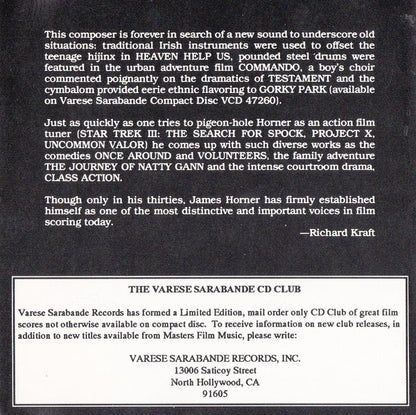 This composer is forever in search of a new sound to underscore old
situations: traditional Irish instruments were used to offset the
teenage hijinx in HEAVEN HELP US, pounded steel drums were
featured in the urban adventure film COMMANDO, a boy's choir
commented poignantly on the dramatics of TESTAMENT and the
cymbalom provided eerie ethnic flavoring to GORKY PARK (available
on Varese Sarabande Compact Disc VCD 47260).
Just as quickly as one tries to pigeon-hole Horner as an action film
tuner (STAR TREK III: THE SEARCH FOR SPOCK, PROJECT X,
UNCOMMON VALOR) he comes up with such diverse works as the
comedies ONCE AROUND and VOLUNTEERS, the family adventure
THE JOURNEY OF NATTY GANN and the intense courtroom drama,
CLASS ACTION.
Though only in his thirties, James Horner has firmly established
himself as one of the most distinctive and important voices in film
scoring today.
—Richard Kraft
THE VARESE SARABANDE CD CLUB
Varese Sarabande Records has formed a Limited Edition, mail order only CD Club of great film
scores not otherwise available on compact disc. To receive information on new club releases, in
addition to new titles available from Masters Film Music, please write:
VARESE SARABANDE RECORDS, INC.
13006 Saticoy Street
North Hollywood, CA
91605